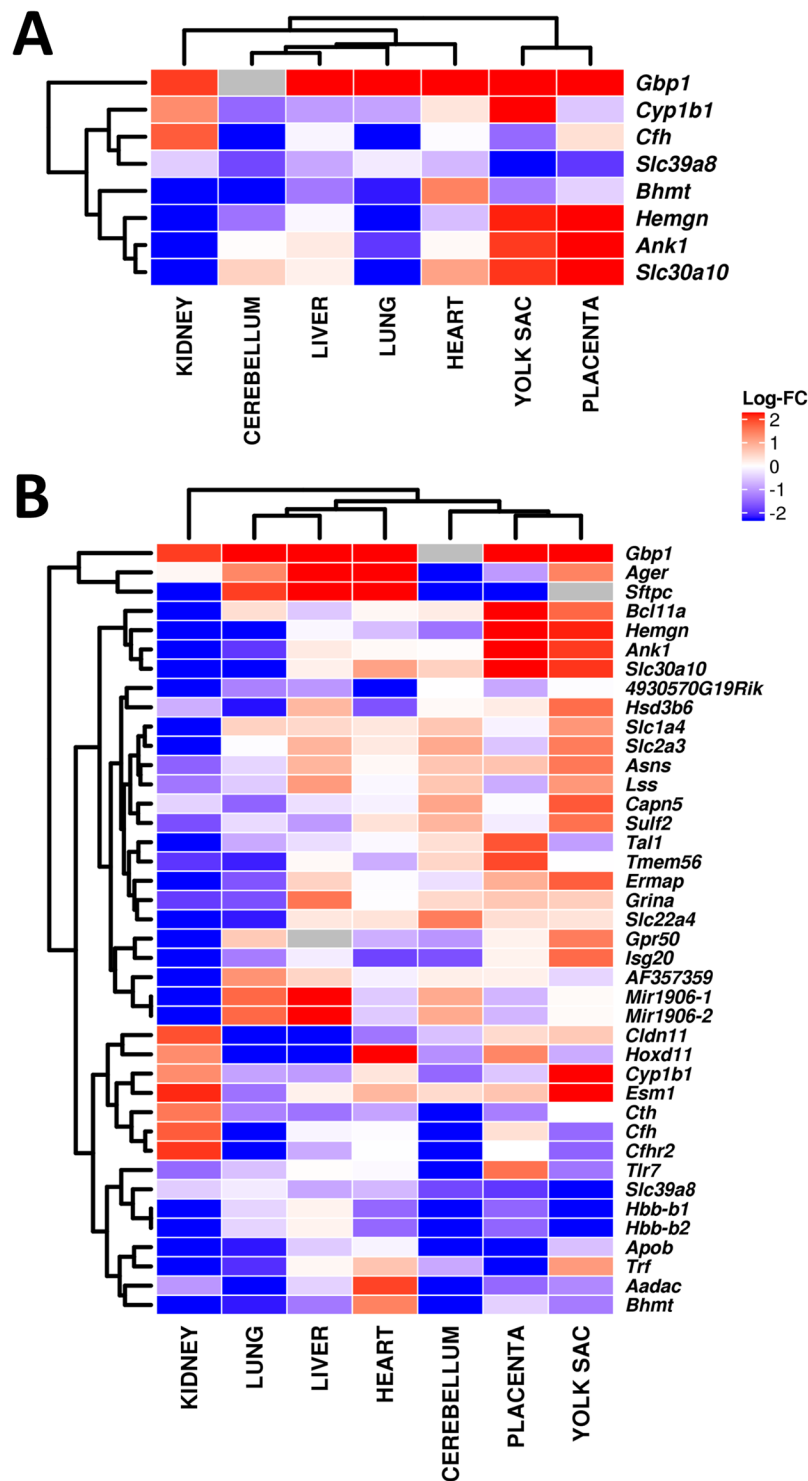 A
Gbp1
Cyp1b1
Cfh
Slc39a8
Bhmt
Hemgn
Ank1
Slc30a10
KIDNEY
CEREBELLUM
LIVER
LUNG
HEART
YOLK SAC
PLACENTA
Log-FC
2
1
0
-1
-2
B
Gbp1
Ager
Sftpc
Bcl11a
Hemgn
Ank1
Slc30a10
4930570G19Rik
Hsd3b6
Slc1a4
Slc2a3
Asns
Lss
Capn5
Sulf2
Tal1
Tmem56
Ermap
Grina
Slc22a4
Gpr50
Isg20
AF357359
Mir1906-1
Mir1906-2
Cldn11
Hoxd11
Cyp1b1
Esm1
Cth
Cfh
Cfhr2
Tlr7
Slc39a8
Hbb-b1
Hbb-b2
Apob
Trf
Aadac
Bhmt
KIDNEY
LUNG
LIVER
HEART
CEREBELLUM
PLACENTA
YOLK SAC